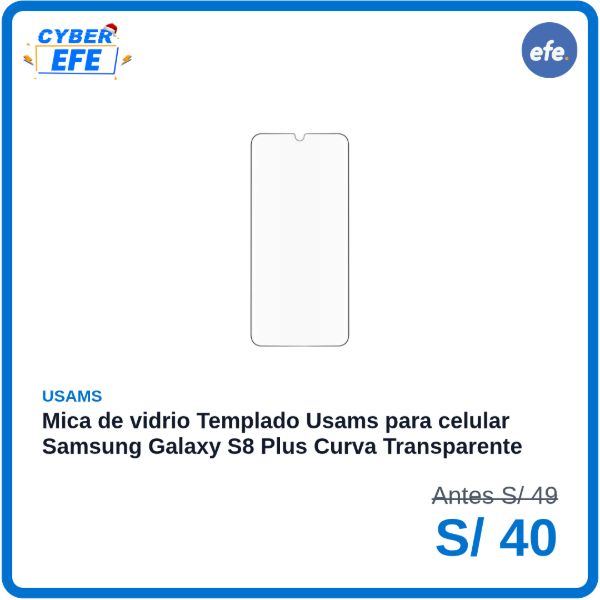 CYBER
EFE
efe.
USAMS
Mica de vidrio Templado Usams para celular
Samsung Galaxy S8 Plus Curva Transparente
Antes S/ 49
S/ 40